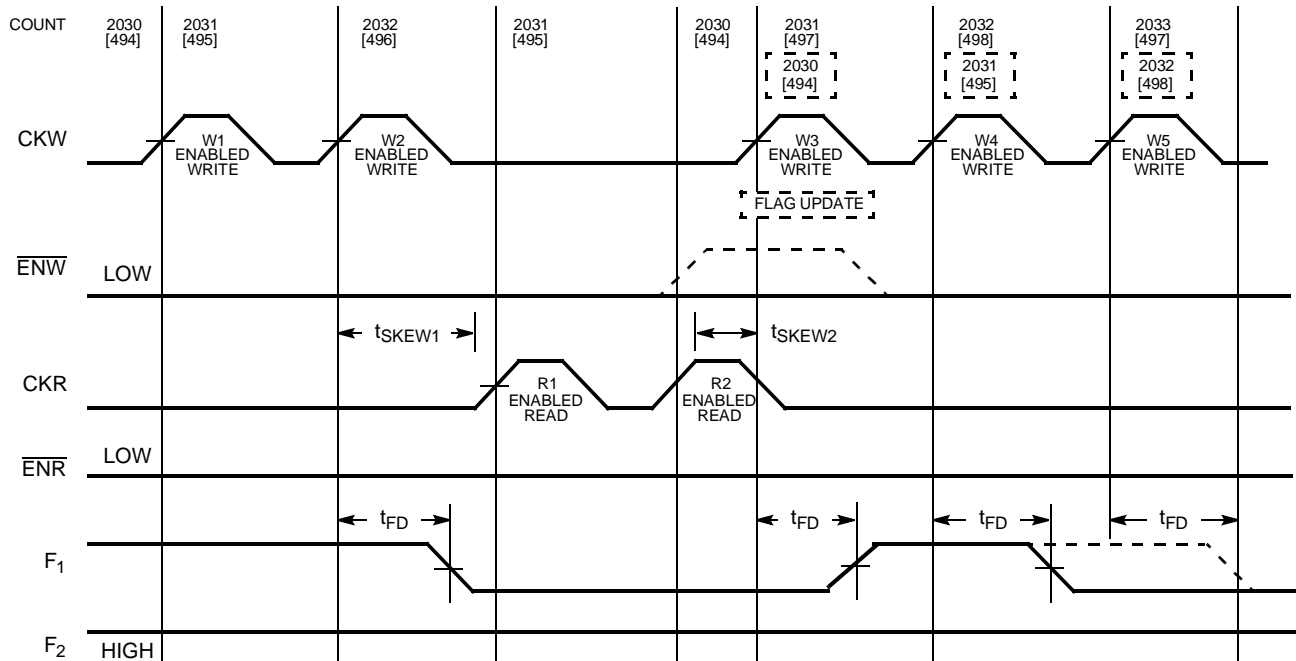 COUNT 2030 2031 2032 2031 2030 2031 2032 2033
[494] [495] [496] [495] [494] [497] [498] [497]
2030 2031 2032
[494] [495] [498]
CKW W1 W2 W3 W4 W5
ENABLED ENABLED ENABLED ENABLED ENABLED
WRITE WRITE WRITE WRITE WRITE
FLAG UPDATE
ENW LOW
tSKEW1 tSKEW2
CKR R1 R2
ENABLED ENABLED
READ READ
ENR LOW
tFD tFD tFD tFD
F1
F2 HIGH